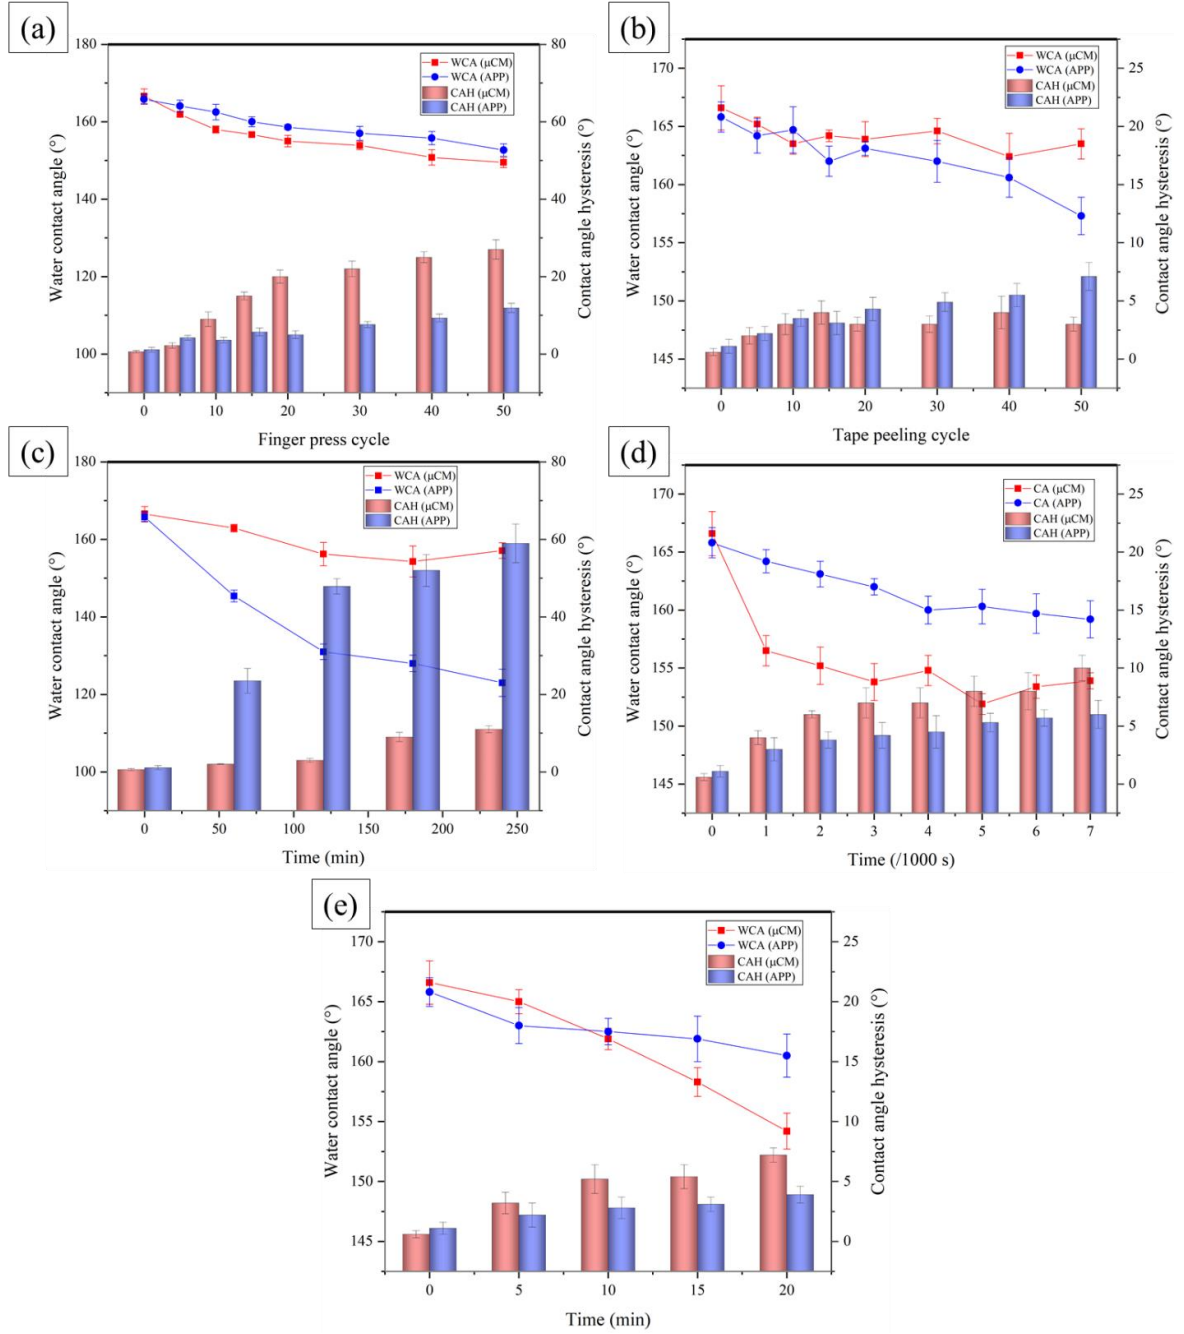 (a)
180
160
140
120
100
80
60
40
20
0
0
10
20
30
40
50
Water contact angle (°)
Contact angle hysteresis (°)
Finger press cycle
WCA (μCM)
WCA (APP)
CAH (μCM)
CAH (APP)
(b)
170
165
160
155
150
145
25
20
15
10
5
0
0
10
20
30
40
50
Water contact angle (°)
Contact angle hysteresis (°)
Tape peeling cycle
WCA (μCM)
WCA (APP)
CAH (μCM)
CAH (APP)
(c)
180
160
140
120
100
80
60
40
20
0
0
50
100
150
200
250
Water contact angle (°)
Contact angle hysteresis (°)
Time (min)
WCA (μCM)
WCA (APP)
CAH (μCM)
CAH (APP)
(d)
170
165
160
155
150
145
25
20
15
10
5
0
0
1
2
3
4
5
6
7
Water contact angle (°)
Contact angle hysteresis (°)
Time (/1000 s)
CA (μCM)
CA (APP)
CAH (μCM)
CAH (APP)
(e)
170
165
160
155
150
145
25
20
15
10
5
0
0
5
10
15
20
Water contact angle (°)
Contact angle hysteresis (°)
Time (min)
WCA (μCM)
WCA (APP)
CAH (μCM)
CAH (APP)